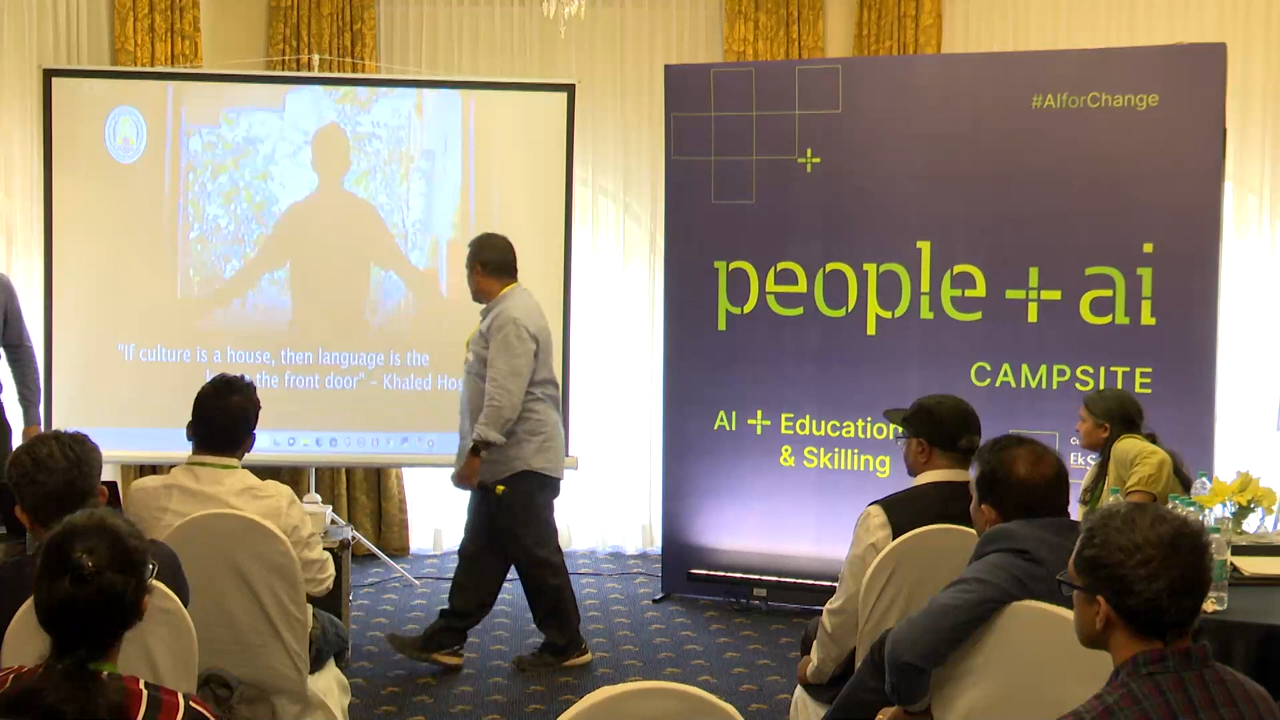 "If culture is a house, then language is the
the front door" – Khaled Hos
#AIforChange
people + ai
CAMPSITE
AI + Education
& Skilling
EkS